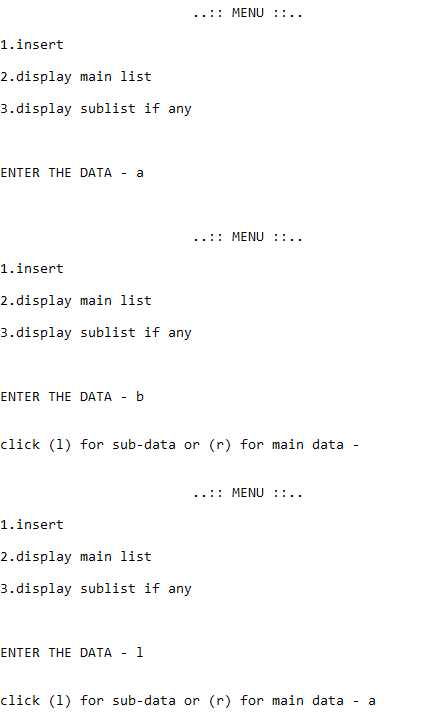 ..:: MENU ::..
1.insert
2.display main list
3.display sublist if any
ENTER THE DATA - a
..:: MENU ::..
1.insert
2.display main list
3.display sublist if any
ENTER THE DATA - b
click (l) for sub-data or (r) for main data -
..:: MENU ::..
1.insert
2.display main list
3.display sublist if any
ENTER THE DATA - l
click (l) for sub-data or (r) for main data - a